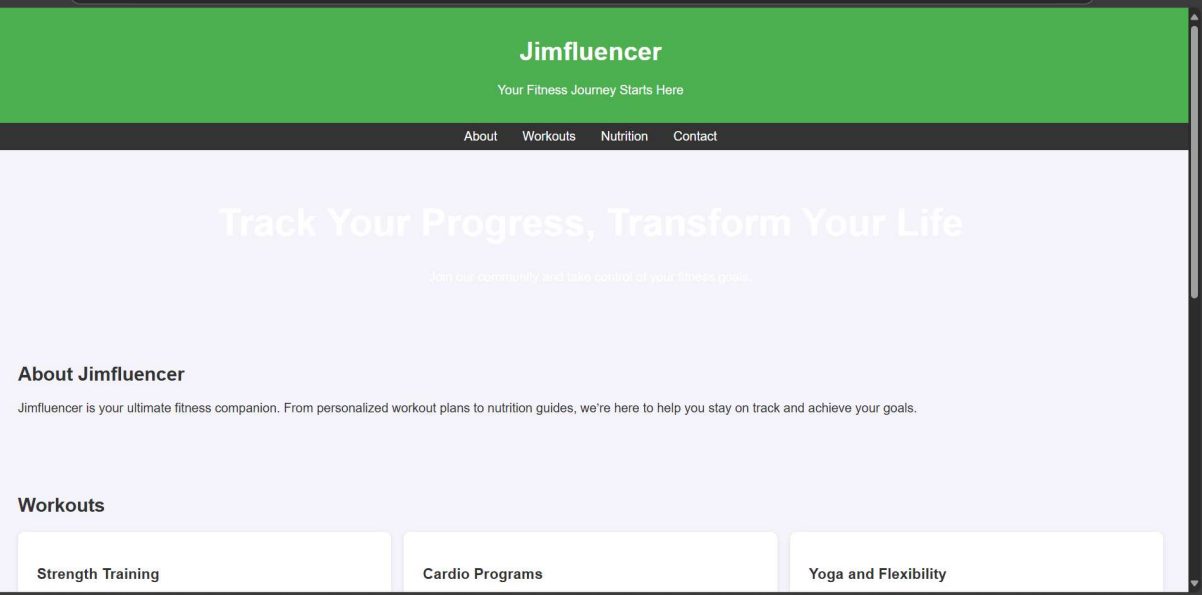 Jimfluencer
Your Fitness Journey Starts Here
About Workouts Nutrition Contact
Track Your Progress, Transform Your Life
Join our community and take control of your fitness goals.
About Jimfluencer
Jimfluencer is your ultimate fitness companion. From personalized workout plans to nutrition guides, we're here to help you stay on track and achieve your goals.
Workouts
Strength Training Cardio Programs Yoga and Flexibility